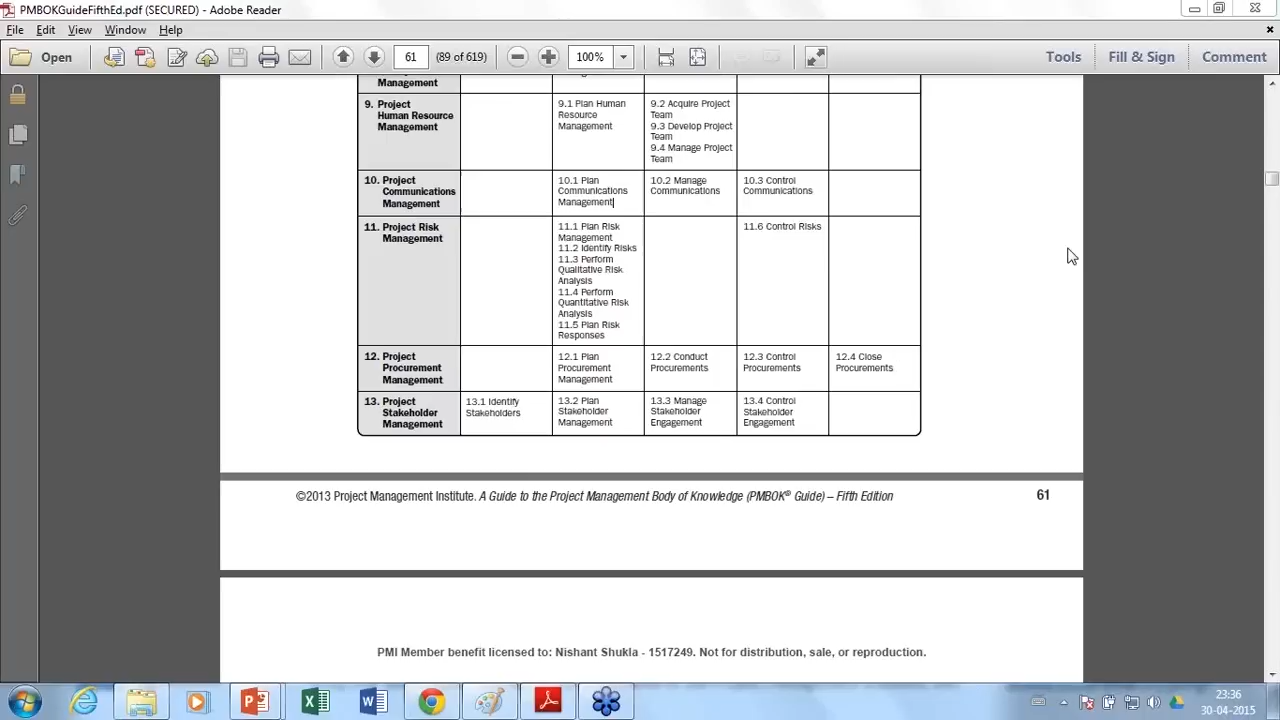 PMBOKGuideFifthEd.pdf (SECURED) - Adobe Reader
File Edit View Window Help
Open 61 (89 of 619) 100% Tools Fill & Sign Comment
Management
9. Project
Human Resource
Management
9.1 Plan Human
Resource
Management
9.2 Acquire Project
Team
9.3 Develop Project
Team
9.4 Manage Project
Team
10. Project
Communications
Management
10.1 Plan
Communications
Management
10.2 Manage
Communications
10.3 Control
Communications
11. Project Risk
Management
11.1 Plan Risk
Management
11.2 Identify Risks
11.3 Perform
Qualitative Risk
Analysis
11.4 Perform
Quantitative Risk
Analysis
11.5 Plan Risk
Responses
11.6 Control Risks
12. Project
Procurement
Management
12.1 Plan
Procurement
Management
12.2 Conduct
Procurements
12.3 Control
Procurements
12.4 Close
Procurements
13. Project
Stakeholder
Management
13.1 Identify
Stakeholders
13.2 Plan
Stakeholder
Management
13.3 Manage
Stakeholder
Engagement
13.4 Control
Stakeholder
Engagement
©2013 Project Management Institute. A Guide to the Project Management Body of Knowledge (PMBOK® Guide) – Fifth Edition 61
PMI Member benefit licensed to: Nishant Shukla - 1517249. Not for distribution, sale, or reproduction.
23:36
30-04-2015